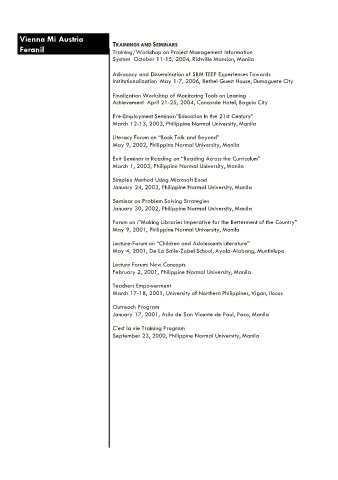 Vienna Mi Austria
Feranil
TRAININGS AND SEMINARS
Training/Workshop on Project Management Information
System October 11-15, 2004, Ridville Mansion, Manila
Advocacy and Dissemination of SBM TEEP Experiences Towards
Institutionalization May 1-7, 2006, Bethel Guest House, Dumaguete City
Finalization Workshop of Monitoring Tools on Leaning
Achievement April 21-25, 2004, Concorde Hotel, Baguio City
Pre-Employment Seminar"Education in the 21st Century"
March 12-13, 2003, Philippine Normal University, Manila
Literacy Forum on "Book Talk and Beyond"
May 9, 2002, Philippine Normal University, Manila
Exit Seminar in Reading on "Reading Across the Curriculum"
March 1, 2003, Philippine Normal University, Manila
Simplex Method Using Microsoft Excel
January 24, 2003, Philippine Normal University, Manila
Seminar on Problem Solving Strategies
January 30, 2002, Philippine Normal University, Manila
Forum on /"Making Libraries Imperative for the Betterment of the Country"
May 9, 2001, Philippine Normal University, Manila
Lecture-Forum on "Children and Adolescents Literature"
May 4, 2001, De La Salle-Zobel School, Ayala-Alabang, Muntinlupa
Lecture Forum: New Concepts
February 2, 2001, Philippine Normal University, Manila
Teachers Empowerment
March 17-18, 2001, University of Northern Philippines, Vigan, Ilocos
Outreach Program
January 17, 2001, Asilo de San Vicente de Paul, Paco, Manila
C'est la vie Training Program
September 23, 2000, Philippine Normal University, Manila